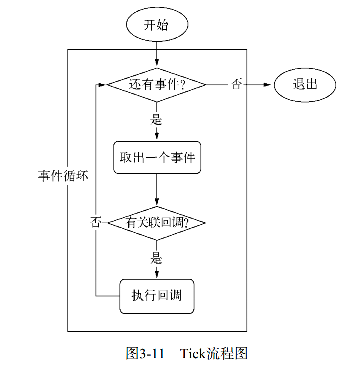 开始
还有事件?
否
退出
是
取出一个事件
事件循环
否
有关联回调?
是
执行回调
图3-11 Tick流程图